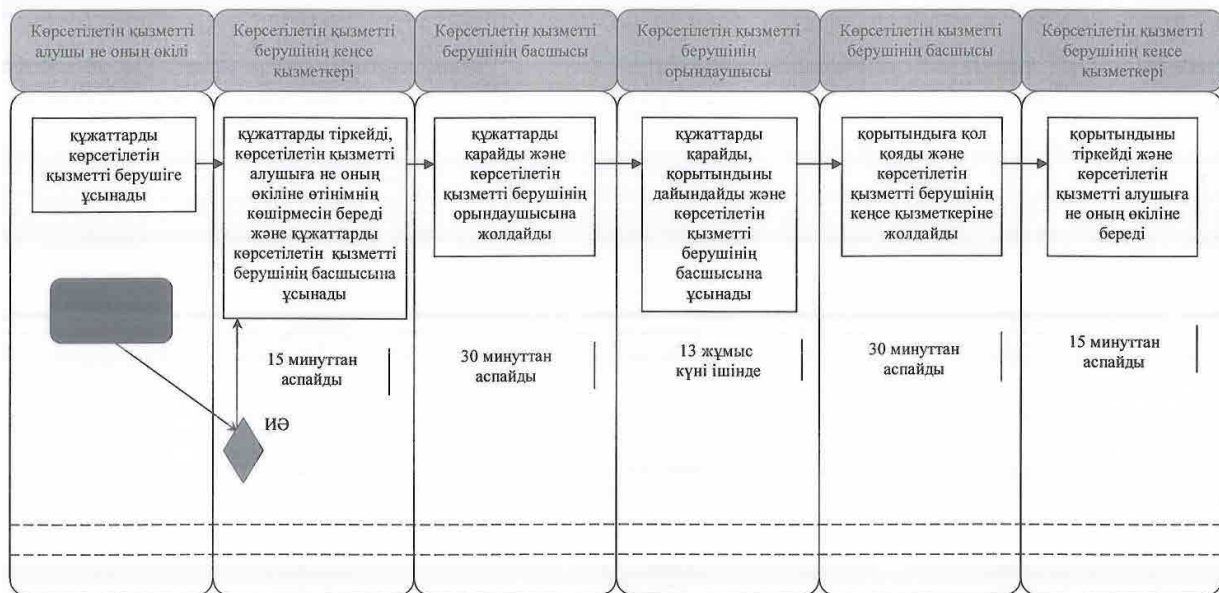 Көрсетілетін қызметті
алушы не оның өкілі
Көрсетілетін қызметті
берушінің кеңсе
қызметкері
Көрсетілетін қызметті
берушінің басшысы
Көрсетілетін қызметті
берушінің
орындаушысы
Көрсетілетін қызметті
берушінің басшысы
Көрсетілетін қызметті
берушінің кеңсе
қызметкері
құжаттарды
көрсетілетін
қызметті берушіге
ұсынады
құжаттарды тіркейді,
көрсетілетін қызметті
алушыға не оның
өкіліне өтінімнің
көшірмесін береді
және құжаттарды
көрсетілетін қызметті
берушінің басшысына
ұсынады
құжаттарды
қарайды және
көрсетілетін
қызметті берушінің
орындаушысына
жолдайды
құжаттарды
қарайды,
қорытындыны
дайындайды және
көрсетілетін
қызметті
берушінің
басшысына
ұсынады
қорытындыға қол
қояды және
көрсетілетін
қызметті берушінің
кеңсе қызметкеріне
жолдайды
қорытындыны
тіркейді және
көрсетілетін
қызметті алушыға
не оның өкіліне
береді
15 минуттан
аспайды
30 минуттан
аспайды
13 жұмыс
күні ішінде
30 минуттан
аспайды
15 минуттан
аспайды
ИӘ